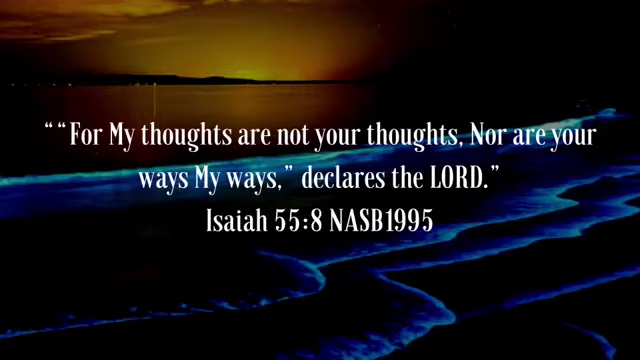 ““For My thoughts are not your thoughts, Nor are your
ways My ways,” declares the LORD.”
Isaiah 55:8 NASB1995